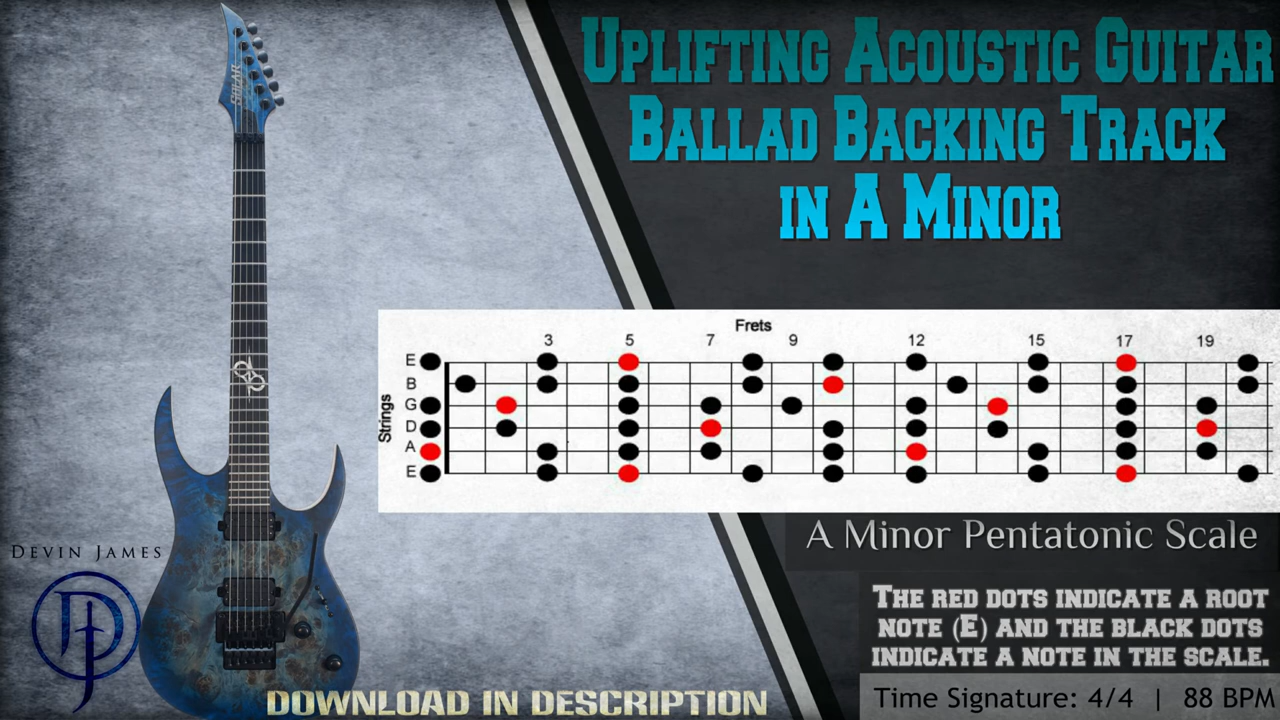 Uplifting Acoustic Guitar
Ballad Backing Track
in A Minor
SOLAR
Frets
3 5 7 9 12 15 17 19
Strings
E
B
G
D
A
E
A Minor Pentatonic Scale
The red dots indicate a root
note (E) and the black dots
indicate a note in the scale.
Time Signature: 4/4 | 88 BPM
Devin James
DOWNLOAD IN DESCRIPTION